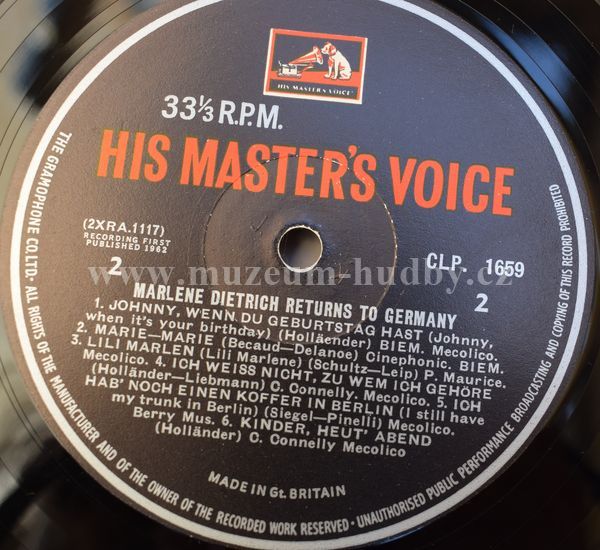 HIS MASTER'S VOICE
33⅓ R.P.M.
HIS MASTER'S VOICE
(2XRA.1117)
RECORDING FIRST
PUBLISHED 1962
CLP. 1659
2
2
www.muzeum-hudby.cz
MARLENE DIETRICH RETURNS TO GERMANY
1. JOHNNY, WENN DU GEBURTSTAG HAST (Johnny,
when it's your birthday) (Holläender) BIEM. Mecolico.
2. MARIE—MARIE (Becaud—Delanoe) Cinephonic. BIEM.
3. LILI MARLEN (Lili Marlene) (Schultz—Leip) P. Maurice.
Mecolico. 4. ICH WEISS NICHT, ZU WEM ICH GEHÖRE
(Holländer—Liebmann) C. Connelly. Mecolico. 5. ICH
HAB' NOCH EINEN KOFFER IN BERLIN (I still have
my trunk in Berlin) (Siegel—Pinelli) Mecolico.
Berry Mus. 6. KINDER, HEUT' ABEND
(Holländer) C. Connelly Mecolico
MADE IN Gt. BRITAIN
THE GRAMOPHONE CO. LTD. ALL RIGHTS OF THE MANUFACTURER AND OF THE OWNER OF THE RECORDED WORK RESERVED · UNAUTHORISED PUBLIC PERFORMANCE BROADCASTING AND COPYING OF THIS RECORD PROHIBITED